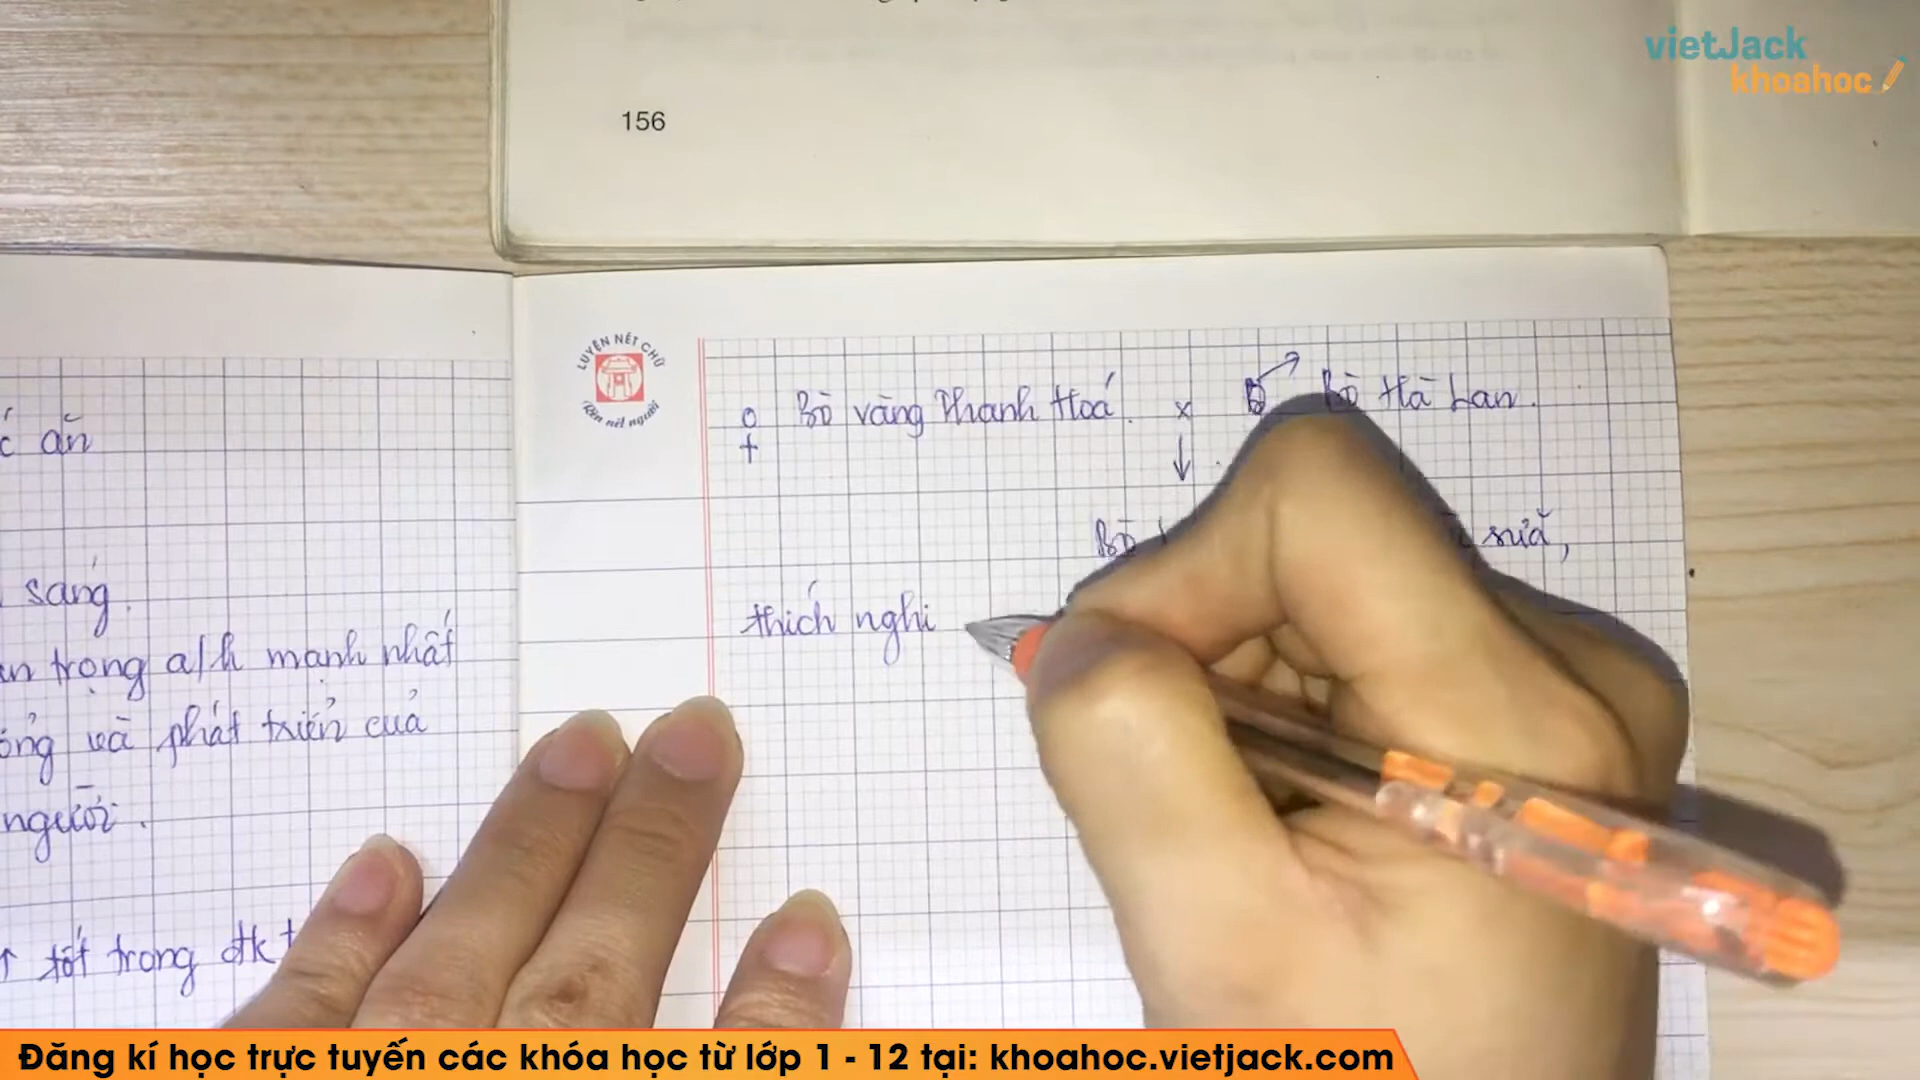 vietJack
khoahoc
156
LUYỆN NÉT CHỮ
Rèn nết người
ăn
sáng.
trọng a/h mạnh nhất
và phát triển của
người.
↑ tốt trong đk
♀ Bò vàng Thanh Hoá. x Bò Hà Lan.
↓
Bò sữa,
thích nghi
Đăng kí học trực tuyến các khóa học từ lớp 1 - 12 tại: khoahoc.vietjack.com